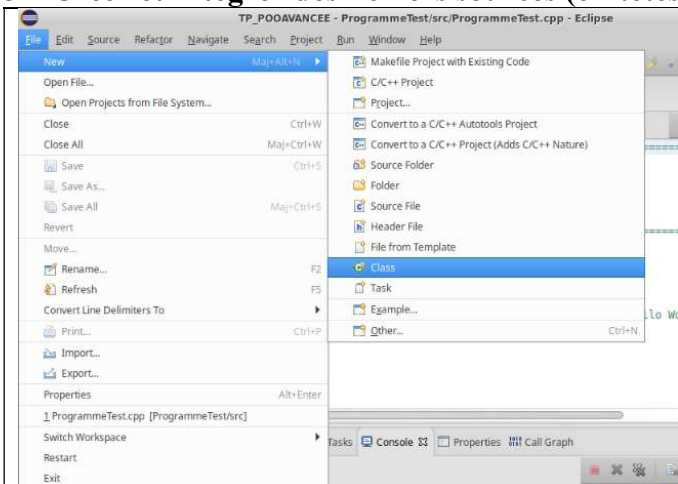 TP_POOAVANCEE - ProgrammeTest/src/ProgrammeTest.cpp - Eclipse
File Edit Source Refactor Navigate Search Project Run Window Help
New Maj+Alt+N
Open File...
Open Projects from File System...
Close Ctrl+W
Close All Maj+Ctrl+W
Save Ctrl+S
Save As...
Save All Maj+Ctrl+S
Revert
Move...
Rename... F2
Refresh F5
Convert Line Delimiters To
Print... Ctrl+P
Import...
Export...
Properties Alt+Enter
1 ProgrammeTest.cpp [ProgrammeTest/src]
Switch Workspace
Restart
Exit
Makefile Project with Existing Code
C/C++ Project
Project...
Convert to a C/C++ Autotools Project
Convert to a C/C++ Project (Adds C/C++ Nature)
Source Folder
Folder
Source File
Header File
File from Template
Class
Task
Example...
Other... Ctrl+N
Tasks Console Properties Call Graph